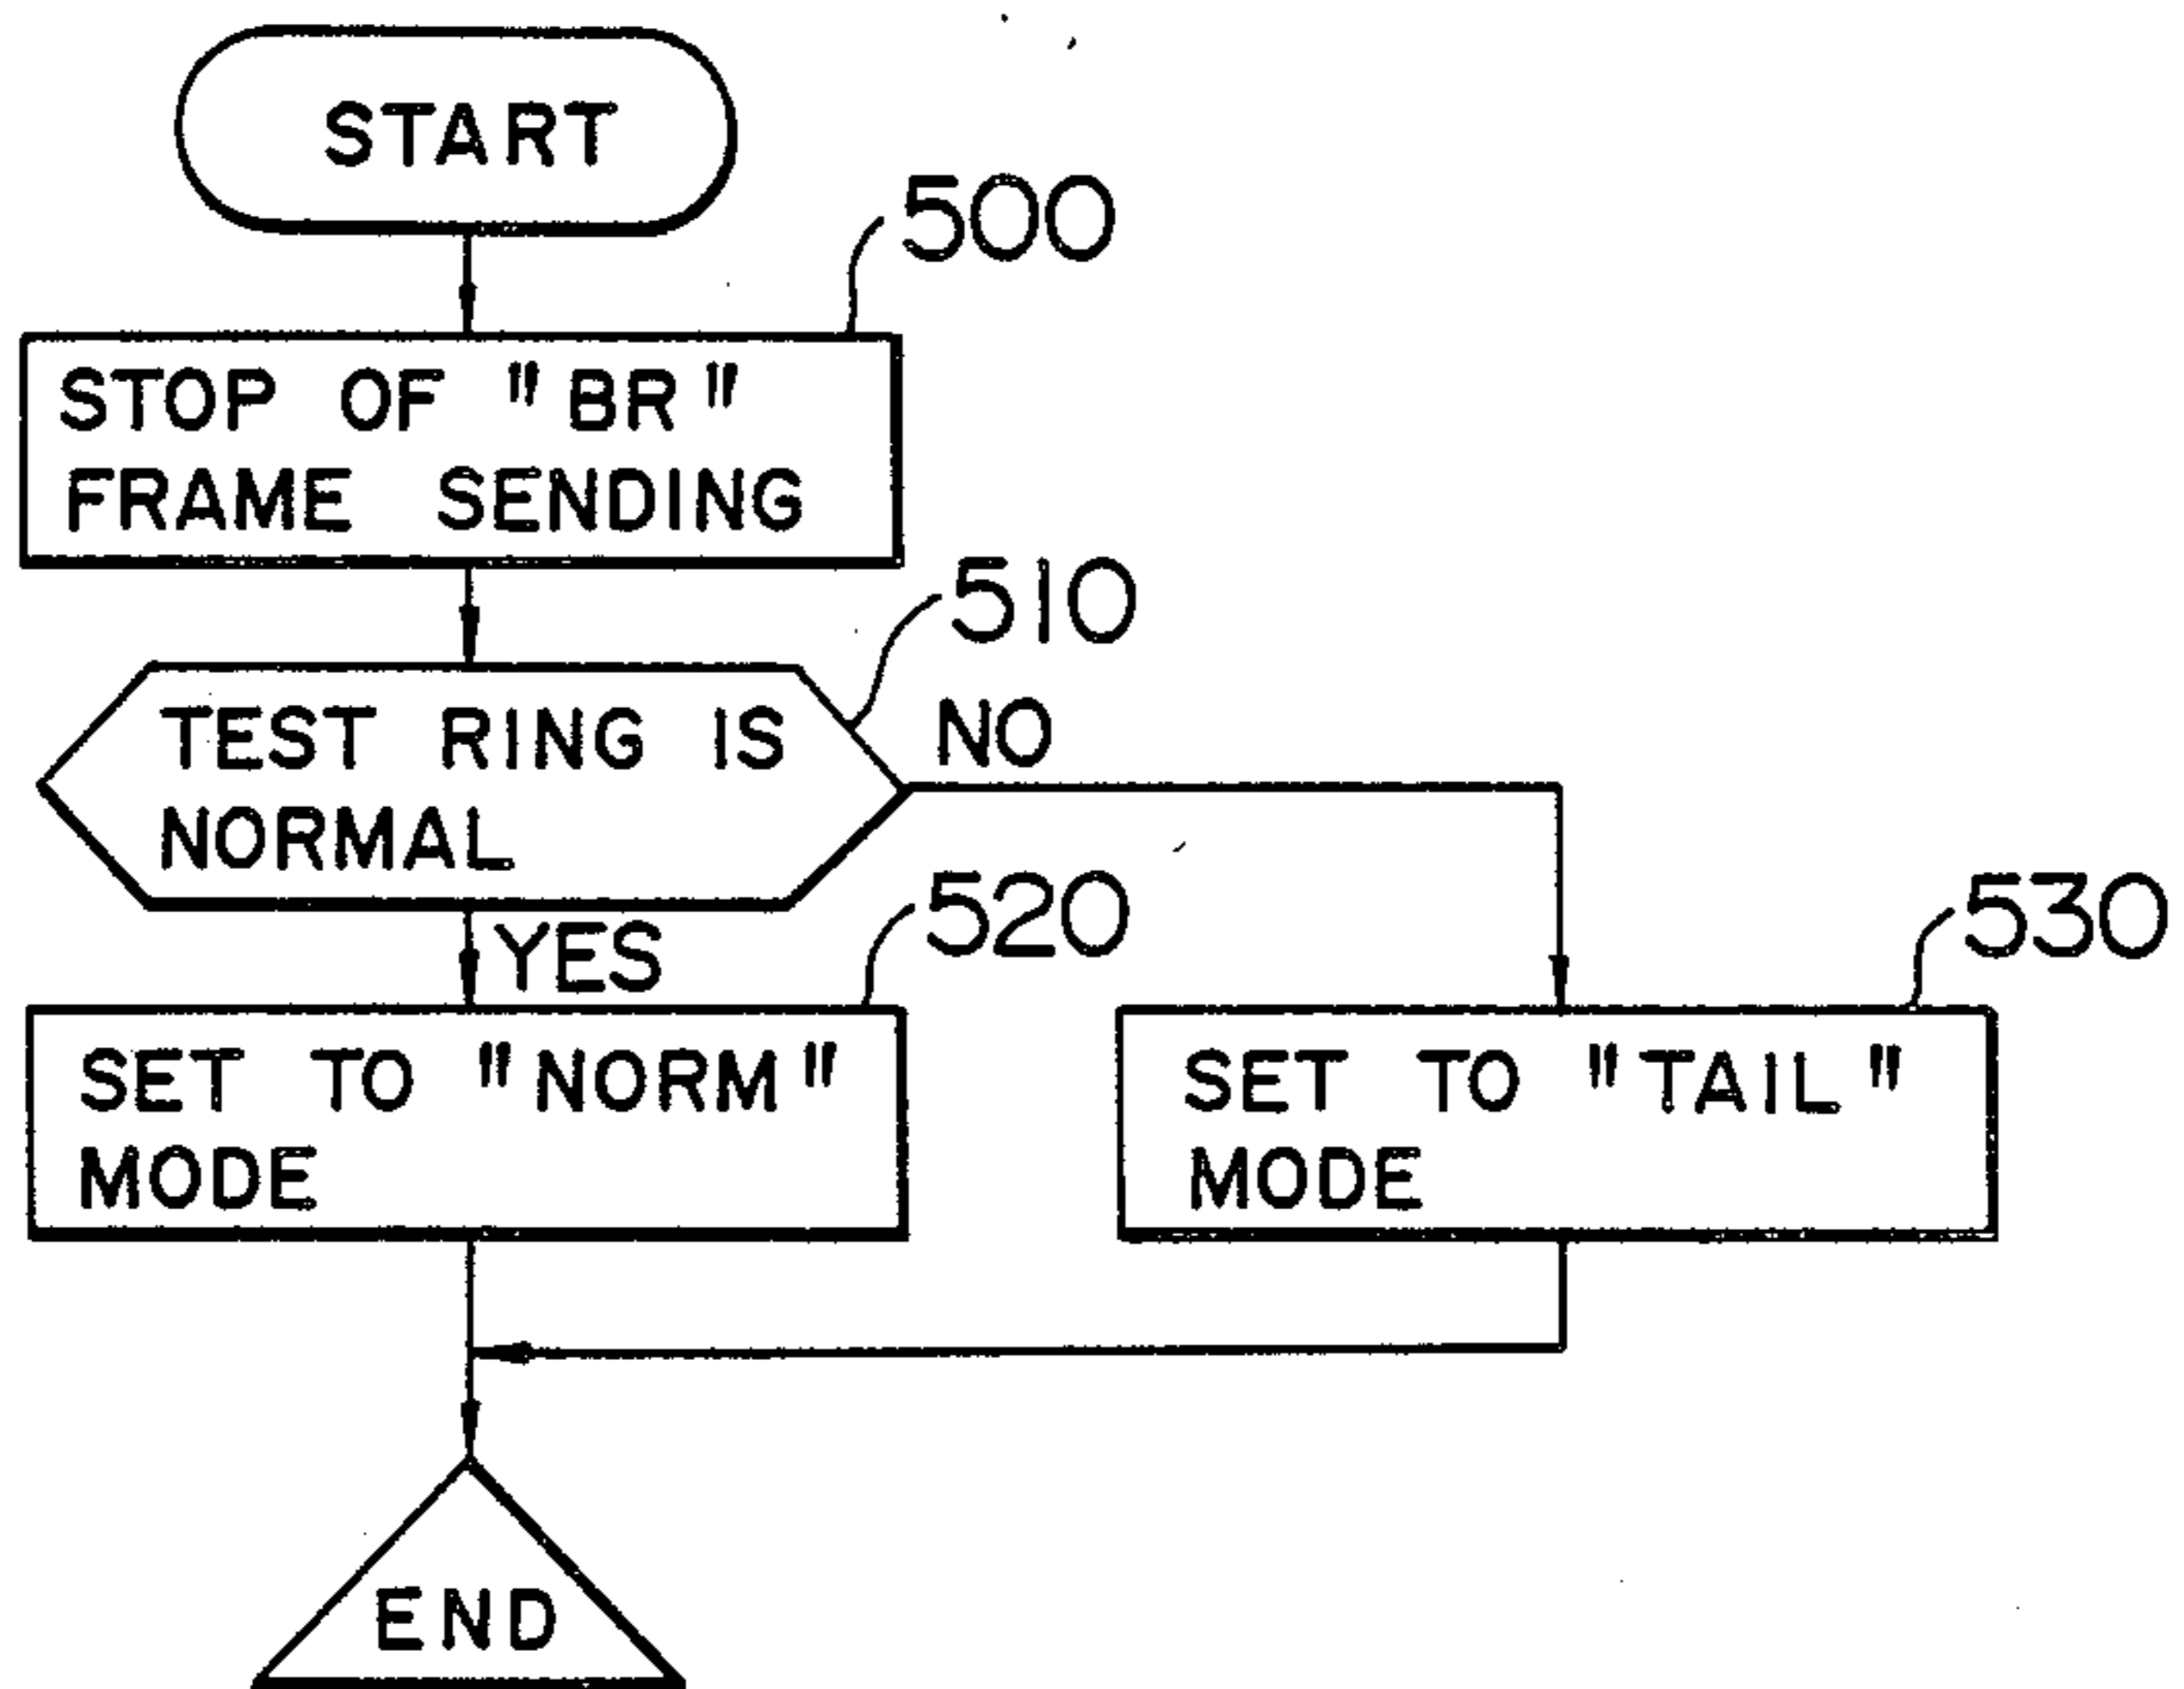 START
500
STOP OF "BR"
FRAME SENDING
510
TEST RING IS
NORMAL
NO
YES
520
SET TO "NORM"
MODE
530
SET TO "TAIL"
MODE
END